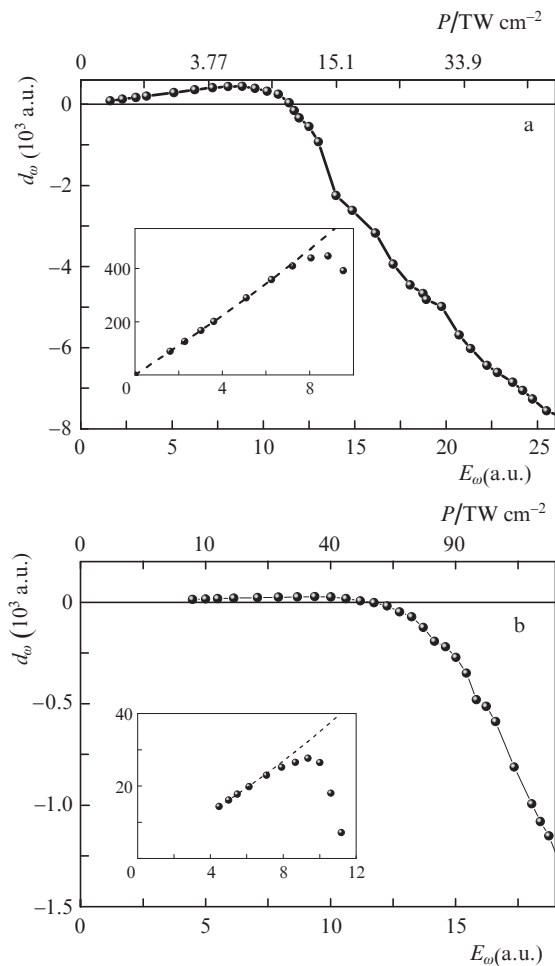 P/TW cm⁻²
0 3.77 15.1 33.9
a
d_ω (10³ a.u.)
0
−2
−4
−6
−8
400
200
0 4 8
0 5 10 15 20 25
E_ω(a.u.)
P/TW cm⁻²
0 10 40 90
b
d_ω (10³ a.u.)
0
−0.5
−1.0
−1.5
40
20
0 4 8 12
0 5 10 15
E_ω(a.u.)